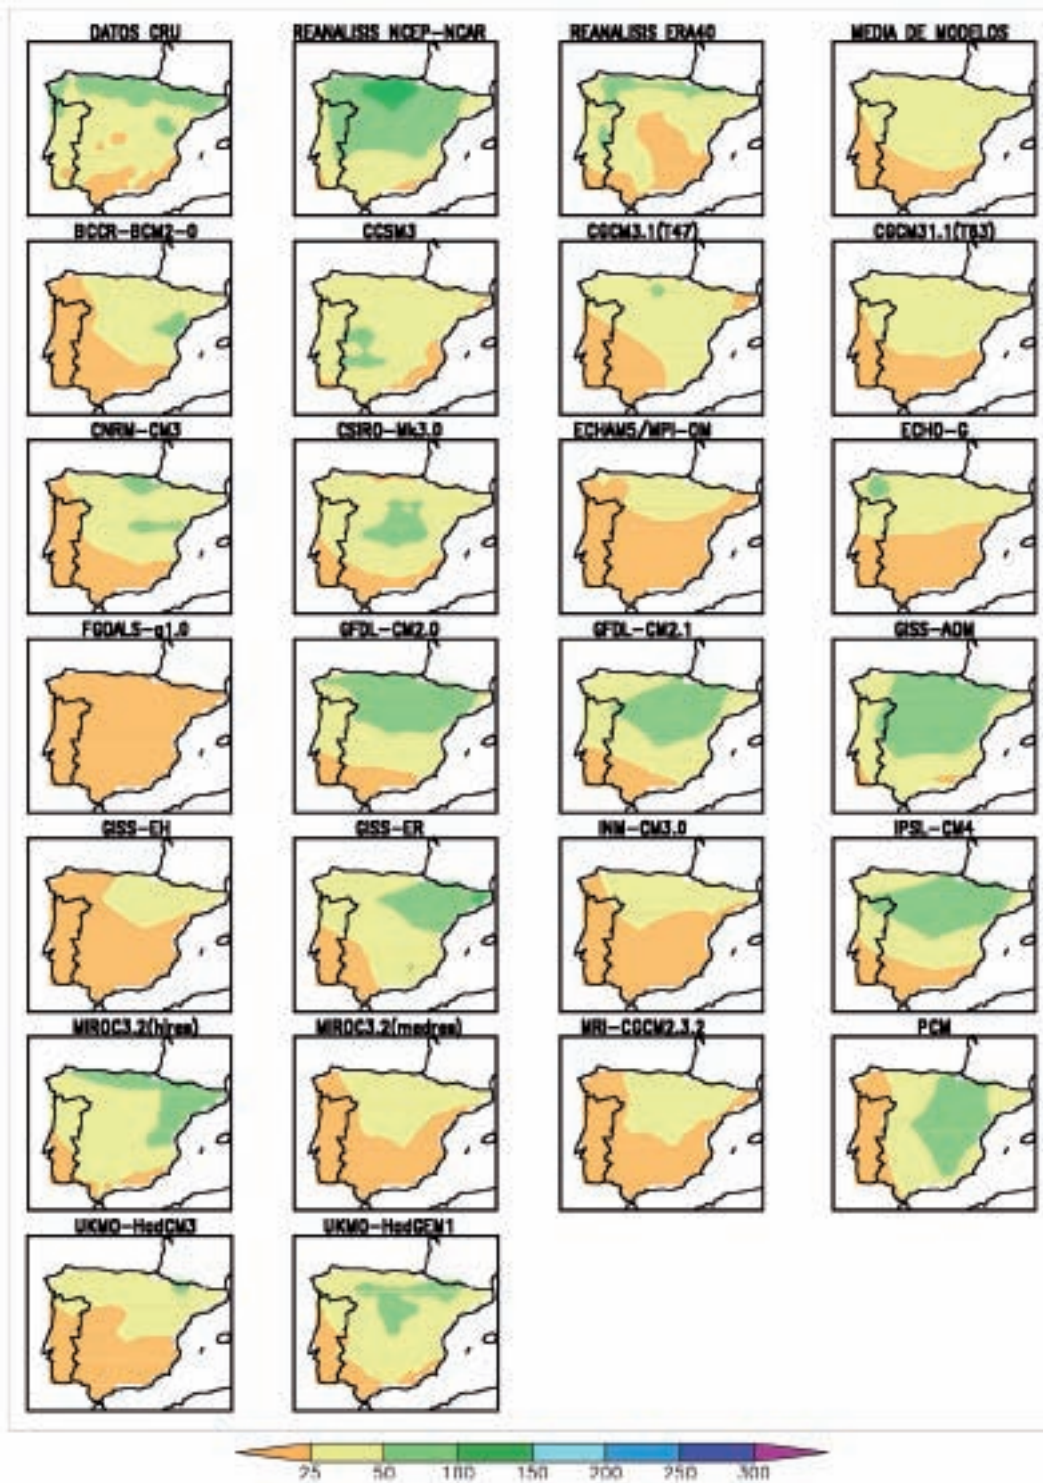 DATOS CRU
REANALISIS NCEP-NCAR
REANALISIS ERA40
MEDIA DE MODELOS
BCCR-BCM2-0
CCSM3
CGCM3.1(T47)
CGCM31.1(T63)
CNRM-CM3
CSIRO-Mk3.0
ECHAM5/MPI-OM
ECHO-G
FGOALS-g1.0
GFDL-CM2.0
GFDL-CM2.1
GISS-AOM
GISS-EH
GISS-ER
INM-CM3.0
IPSL-CM4
MIROC3.2(hires)
MIROC3.2(medres)
MRI-CGCM2.3.2
PCM
UKMO-HadCM3
UKMO-HadGEM1
25 50 100 150 200 250 300